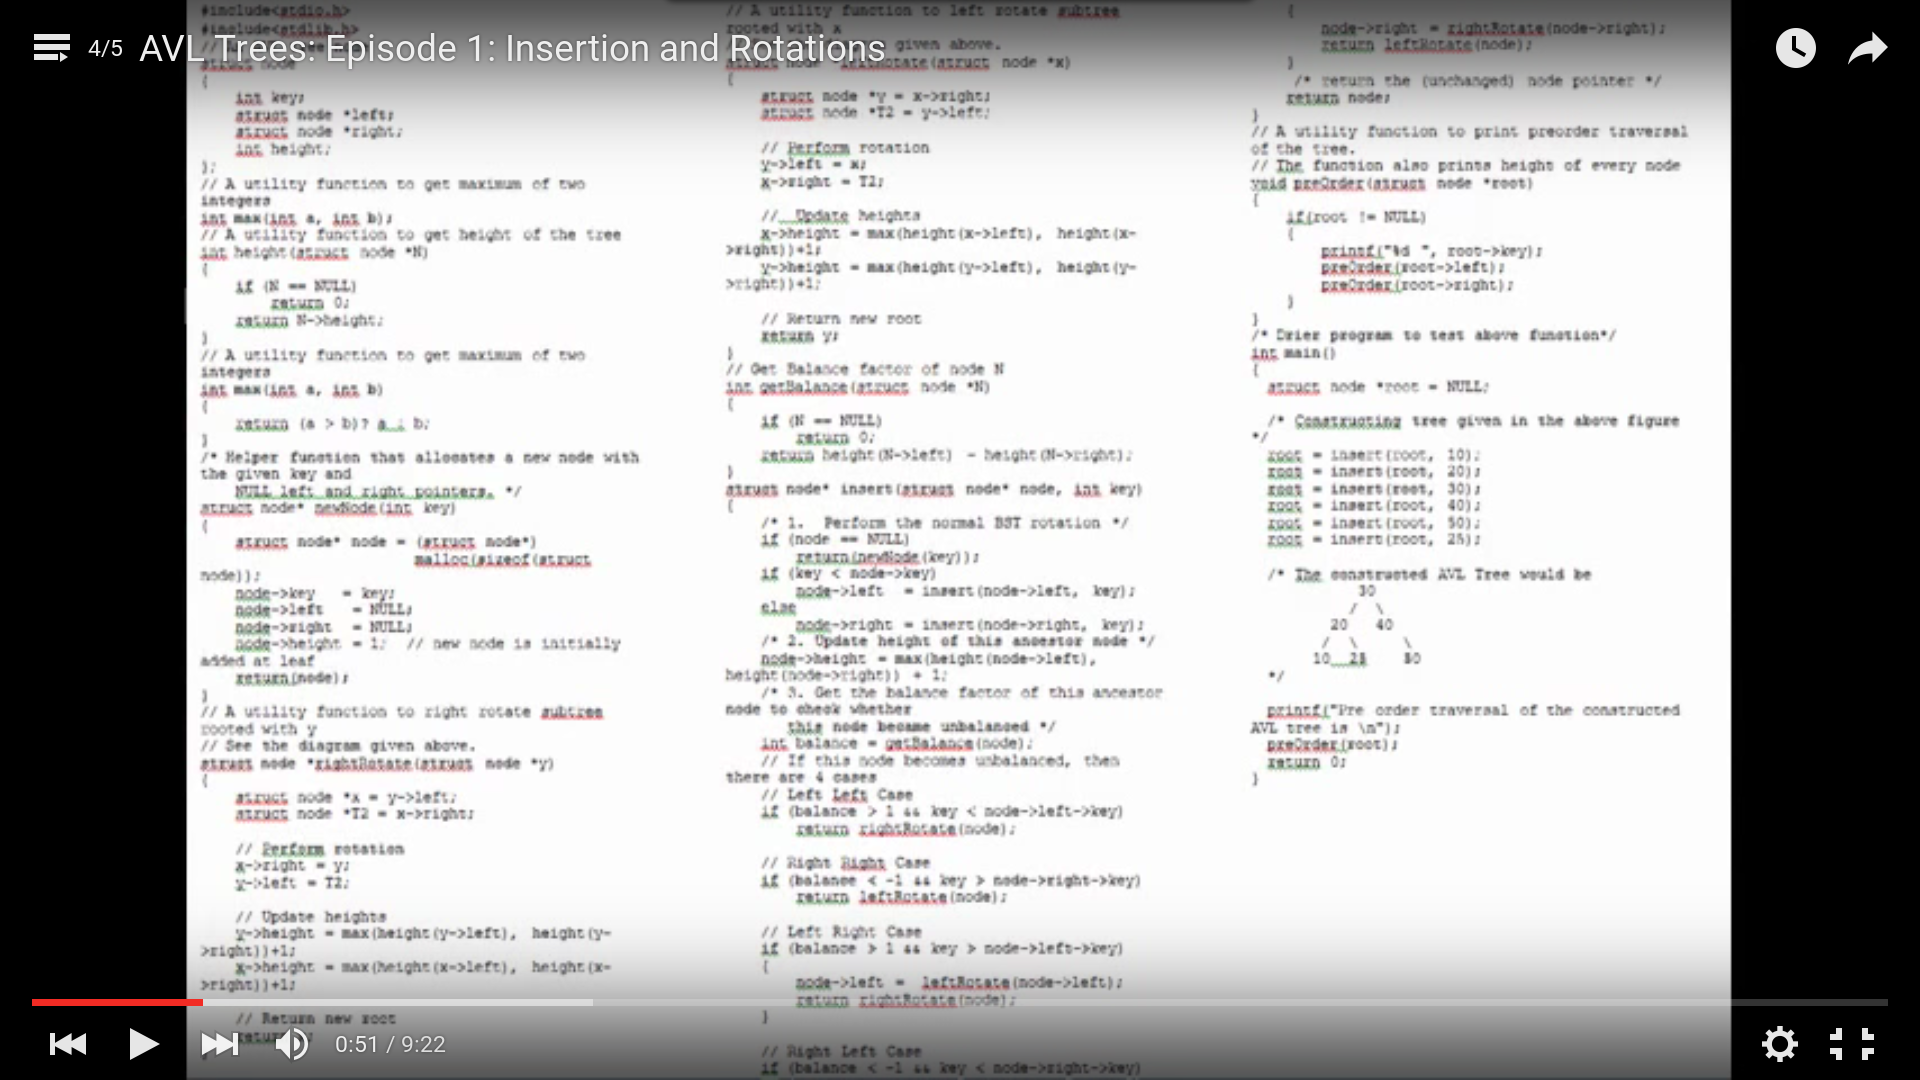 4/5 AVL Trees: Episode 1: Insertion and Rotations
#include<stdio.h>
#include<stdlib.h>
struct node
{
int key;
struct node *left;
struct node *right;
int height;
};
// A utility function to get maximum of two
integers
int max(int a, int b);
// A utility function to get height of the tree
int height(struct node *N)
{
if (N == NULL)
return 0;
return N->height;
}
// A utility function to get maximum of two
integers
int max(int a, int b)
{
return (a > b)? a : b;
}
/* Helper function that allocates a new node with
the given key and
NULL left and right pointers. */
struct node* newNode(int key)
{
struct node* node = (struct node*)
malloc(sizeof(struct
node));
node->key = key;
node->left = NULL;
node->right = NULL;
node->height = 1; // new node is initially
added at leaf
return(node);
}
// A utility function to right rotate subtree
rooted with y
// See the diagram given above.
struct node *rightRotate(struct node *y)
{
struct node *x = y->left;
struct node *T2 = x->right;
// Perform rotation
x->right = y;
y->left = T2;
// Update heights
y->height = max(height(y->left), height(y-
>right))+1;
x->height = max(height(x->left), height(x-
>right))+1;
// Return new root
return
// A utility function to left rotate subtree
rooted with x
given above.
struct node *leftRotate(struct node *x)
{
struct node *y = x->right;
struct node *T2 = y->left;
// Perform rotation
y->left = x;
x->right = T2;
// Update heights
x->height = max(height(x->left), height(x-
>right))+1;
y->height = max(height(y->left), height(y-
>right))+1;
// Return new root
return y;
}
// Get Balance factor of node N
int getBalance(struct node *N)
{
if (N == NULL)
return 0;
return height(N->left) - height(N->right);
}
struct node* insert(struct node* node, int key)
{
/* 1. Perform the normal BST rotation */
if (node == NULL)
return(newNode(key));
if (key < node->key)
node->left = insert(node->left, key);
else
node->right = insert(node->right, key);
/* 2. Update height of this ancestor node */
node->height = max(height(node->left),
height(node->right)) + 1;
/* 3. Get the balance factor of this ancestor
node to check whether
this node became unbalanced */
int balance = getBalance(node);
// If this node becomes unbalanced, then
there are 4 cases
// Left Left Case
if (balance > 1 && key < node->left->key)
return rightRotate(node);
// Right Right Case
if (balance < -1 && key > node->right->key)
return leftRotate(node);
// Left Right Case
if (balance > 1 && key > node->left->key)
{
node->left = leftRotate(node->left);
return rightRotate(node);
}
// Right Left Case
if (balance < -1 && key < node->right->key)
{
node->right = rightRotate(node->right);
return leftRotate(node);
}
/* return the (unchanged) node pointer */
return node;
}
// A utility function to print preorder traversal
of the tree.
// The function also prints height of every node
void preOrder(struct node *root)
{
if(root != NULL)
{
printf("%d ", root->key);
preOrder(root->left);
preOrder(root->right);
}
}
/* Drier program to test above function*/
int main()
{
struct node *root = NULL;
/* Constructing tree given in the above figure
*/
root = insert(root, 10);
root = insert(root, 20);
root = insert(root, 30);
root = insert(root, 40);
root = insert(root, 50);
root = insert(root, 25);
/* The constructed AVL Tree would be
30
/ \
20 40
/ \ \
10 25 50
*/
printf("Pre order traversal of the constructed
AVL tree is \n");
preOrder(root);
return 0;
}
0:51 / 9:22